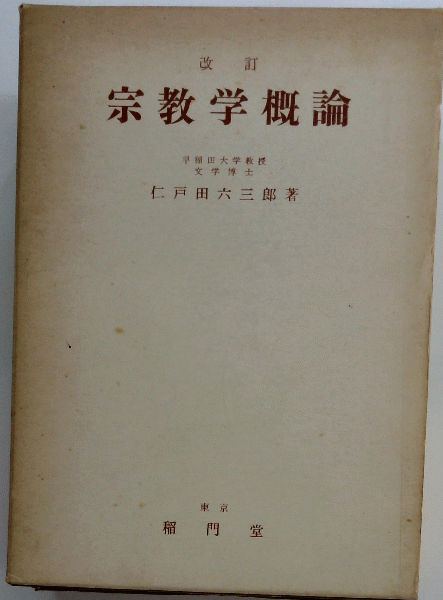 改訂
宗教学概論
早稲田大学教授
文学博士
仁戸田六三郎著
東京
稲門堂